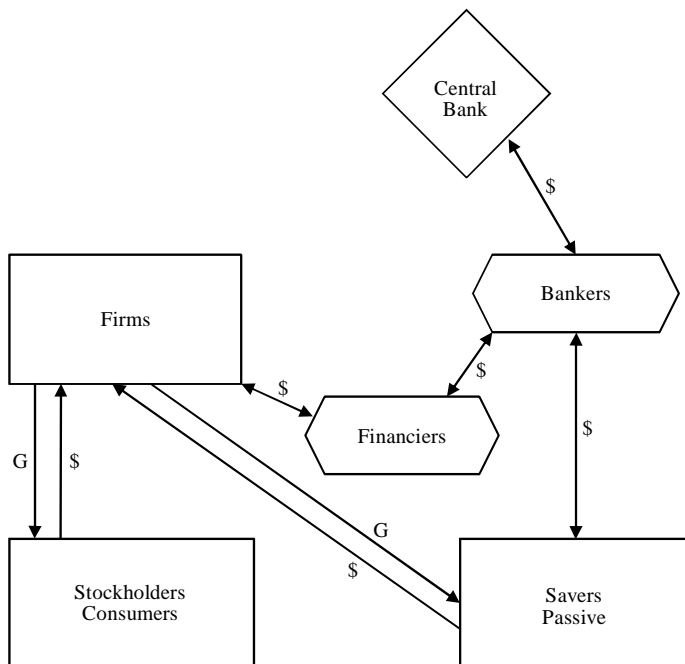 Central
Bank
$
Bankers
Firms
$
$
Financiers
$
G
$
G
$
Stockholders
Consumers
Savers
Passive